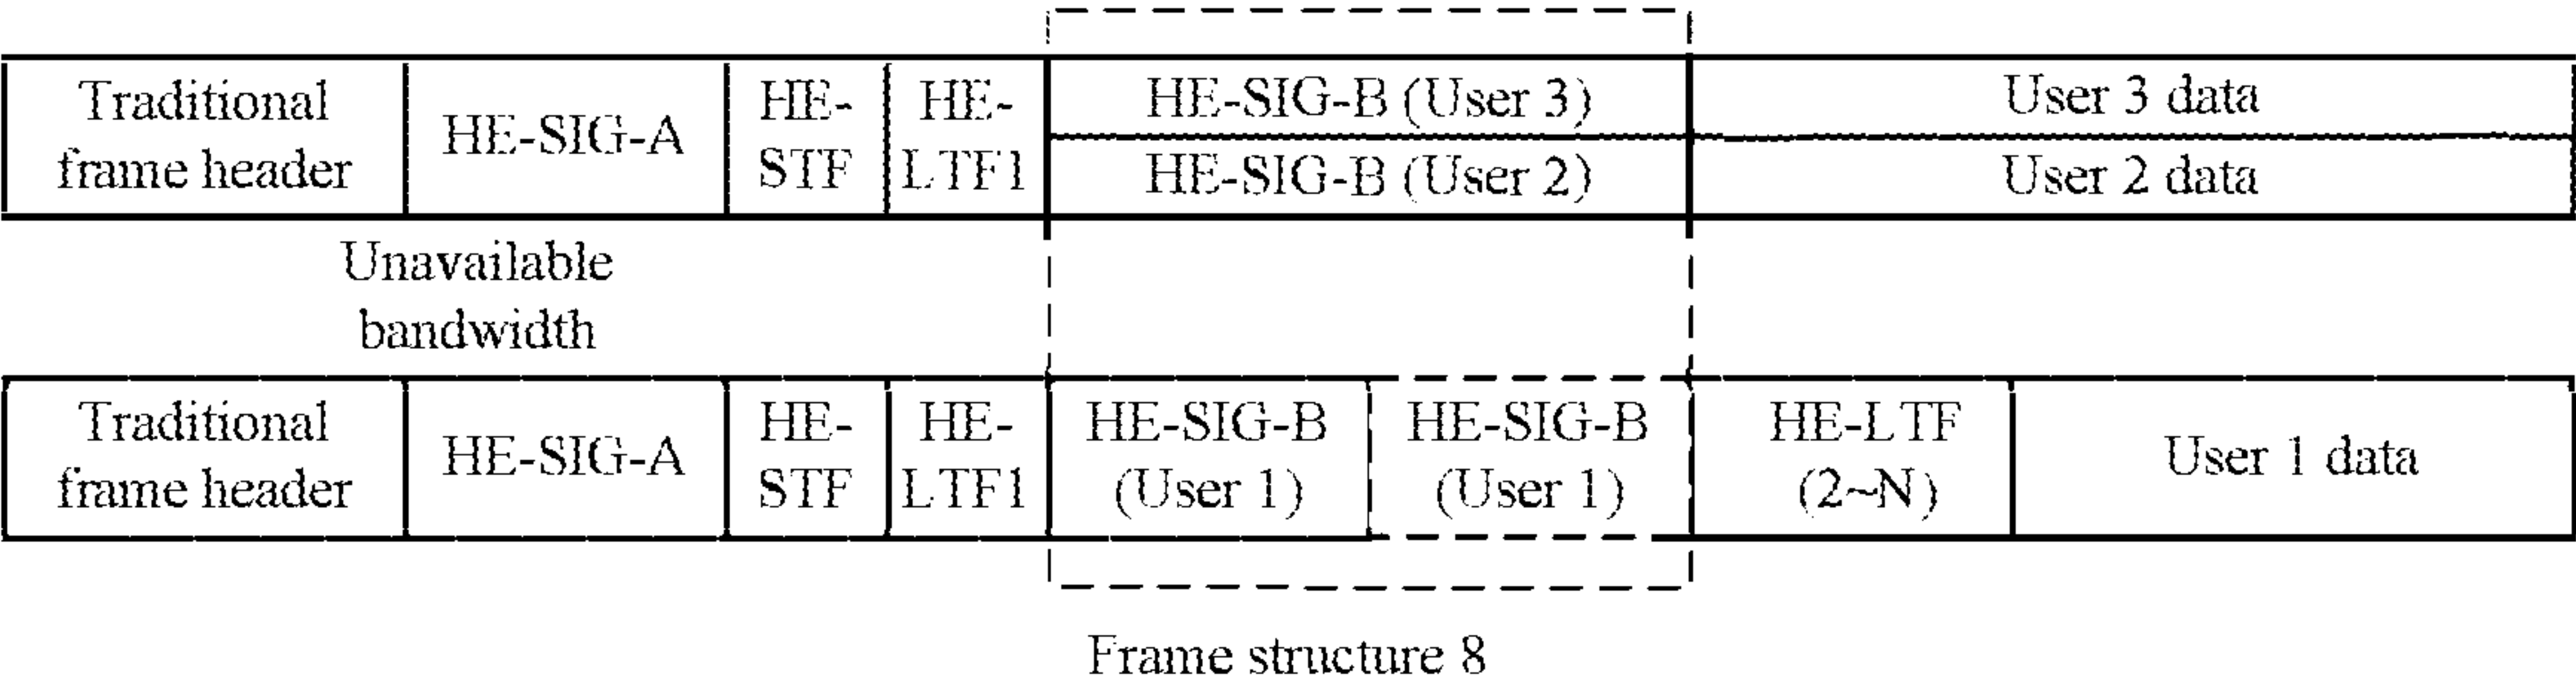 Traditional
frame header
HE-SIG-A
HE-
STF
HE-
LTF1
HE-SIG-B (User 3)
HE-SIG-B (User 2)
User 3 data
User 2 data
Unavailable
bandwidth
Traditional
frame header
HE-SIG-A
HE-
STF
HE-
LTF1
HE-SIG-B
(User 1)
HE-SIG-B
(User 1)
HE-LTF
(2~N)
User 1 data
Frame structure 8